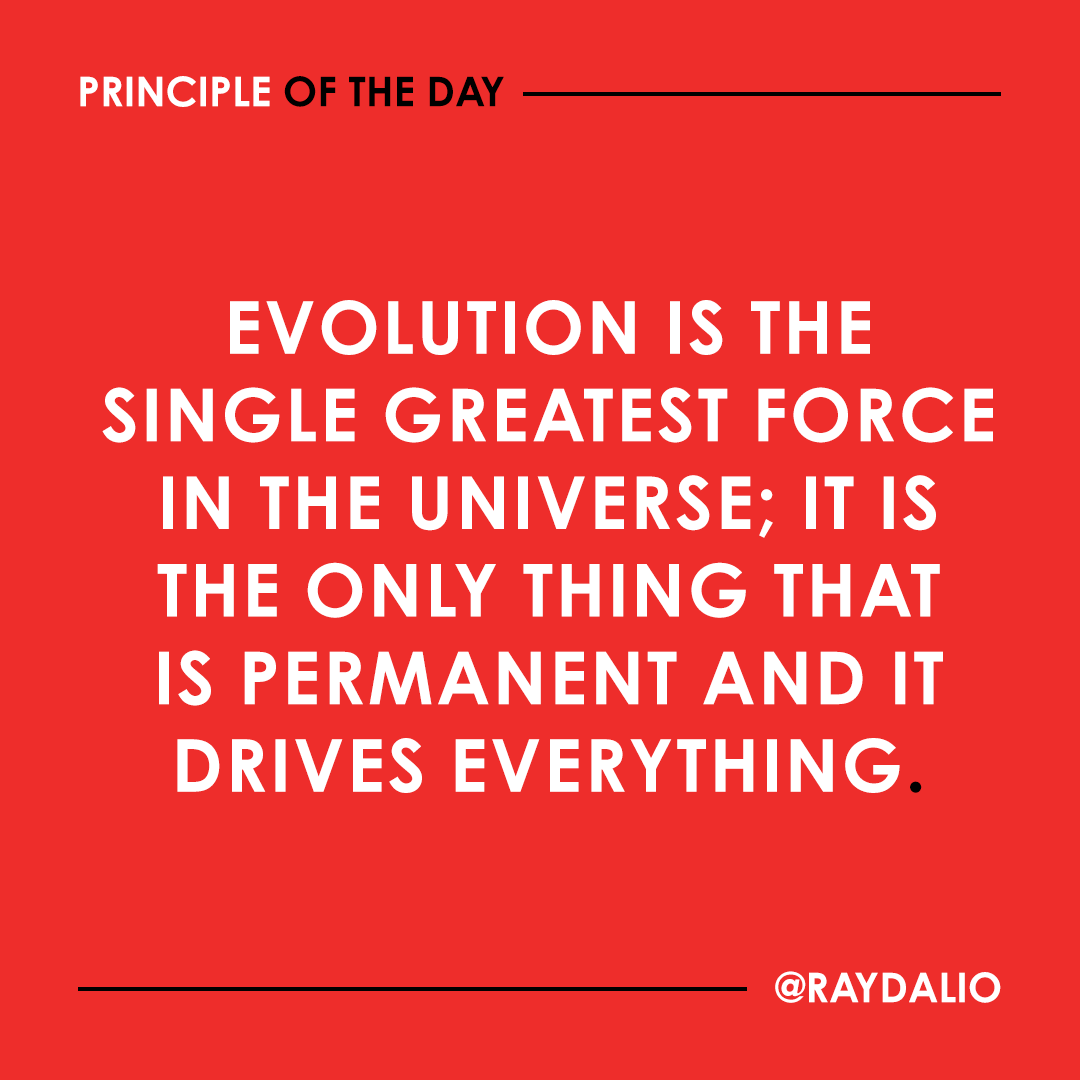 PRINCIPLE OF THE DAY
EVOLUTION IS THE
SINGLE GREATEST FORCE
IN THE UNIVERSE; IT IS
THE ONLY THING THAT
IS PERMANENT AND IT
DRIVES EVERYTHING.
@RAYDALIO